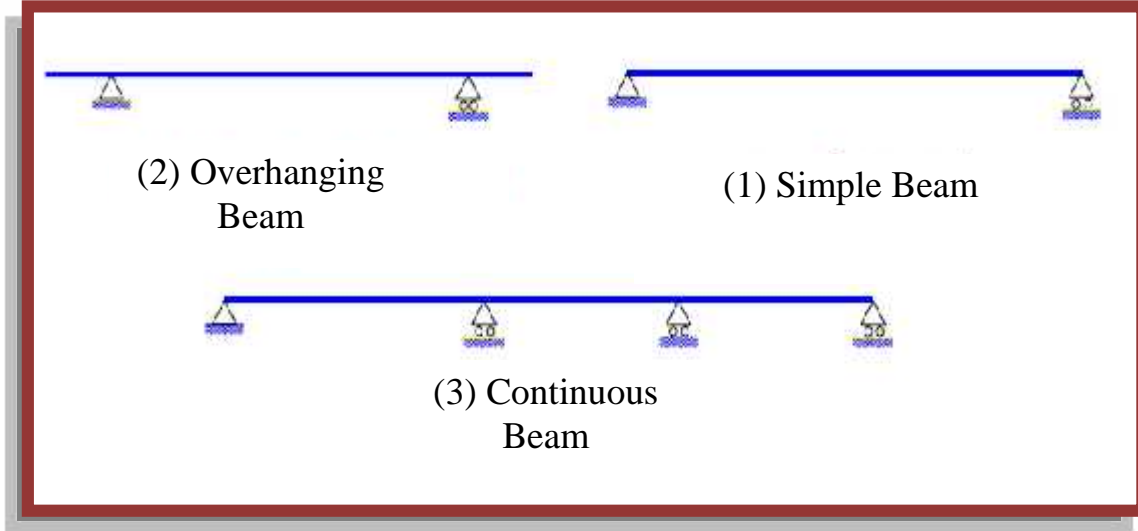 (2) Overhanging
Beam
(1) Simple Beam
(3) Continuous
Beam